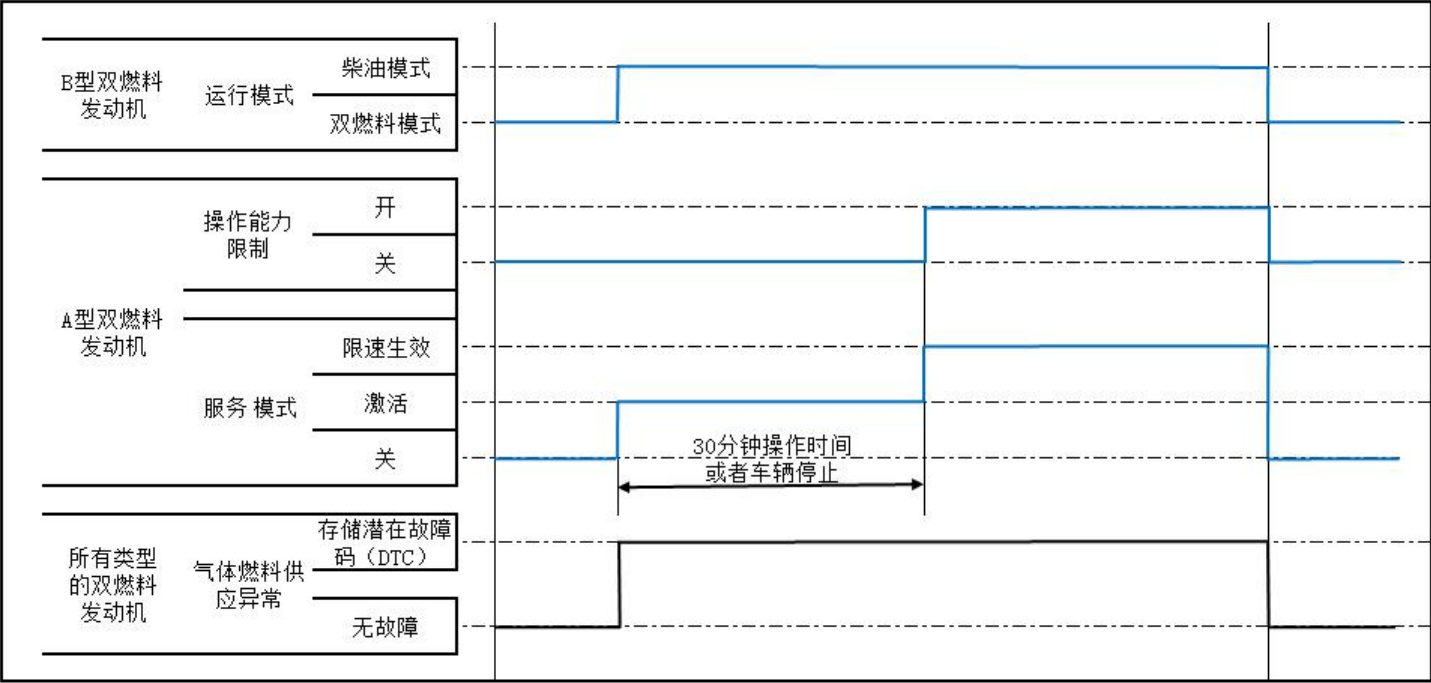 B型双燃料
发动机
运行模式
柴油模式
双燃料模式
A型双燃料
发动机
操作能力
限制
开
关
服务 模式
限速生效
激活
关
30分钟操作时间
或者车辆停止
所有类型
的双燃料
发动机
气体燃料供
应异常
存储潜在故障
码（DTC）
无故障